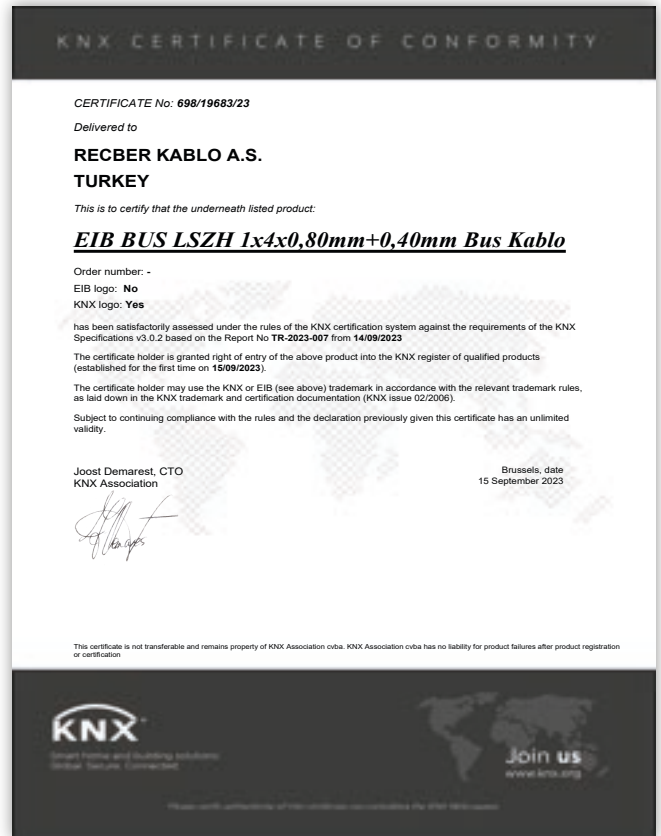 KNX CERTIFICATE OF CONFORMITY
CERTIFICATE No: 698/19683/23
Delivered to
RECBER KABLO A.S.
TURKEY
This is to certify that the underneath listed product:
EIB BUS LSZH 1x4x0,80mm+0,40mm Bus Kablo
Order number: -
EIB logo: No
KNX logo: Yes
has been satisfactorily assessed under the rules of the KNX certification system against the requirements of the KNX
Specifications v3.0.2 based on the Report No TR-2023-007 from 14/09/2023
The certificate holder is granted right of entry of the above product into the KNX register of qualified products
(established for the first time on 15/09/2023).
The certificate holder may use the KNX or EIB (see above) trademark in accordance with the relevant trademark rules,
as laid down in the KNX trademark and certification documentation (KNX issue 02/2006).
Subject to continuing compliance with the rules and the declaration previously given this certificate has an unlimited
validity.
Joost Demarest, CTO
KNX Association
Brussels, date
15 September 2023
This certificate is not transferable and remains property of KNX Association cvba. KNX Association cvba has no liability for product failures after product registration
or certification
KNX
Smart home and building solutions.
Global. Secure. Connected.
Join us
www.knx.org